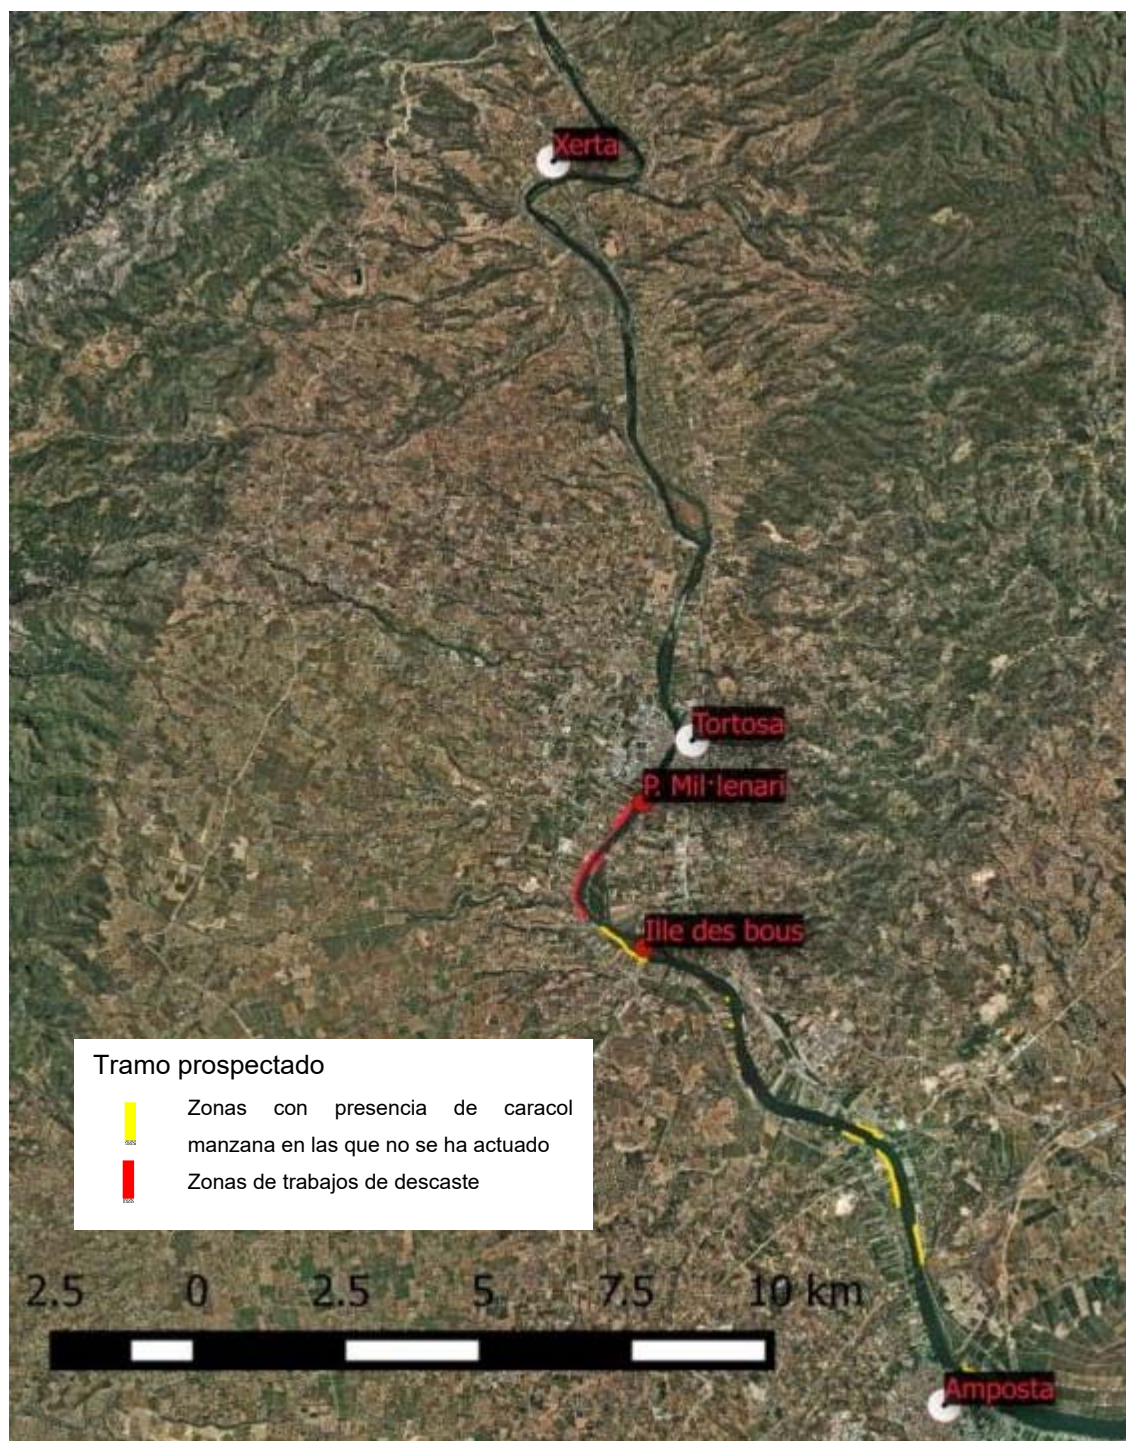 Xerta
Tortosa
P. Mil·lenari
Ille des bous
Tramo prospectado
Zonas con presencia de caracol
manzana en las que no se ha actuado
Zonas de trabajos de descaste
2.5 0 2.5 5 7.5 10 km
Amposta